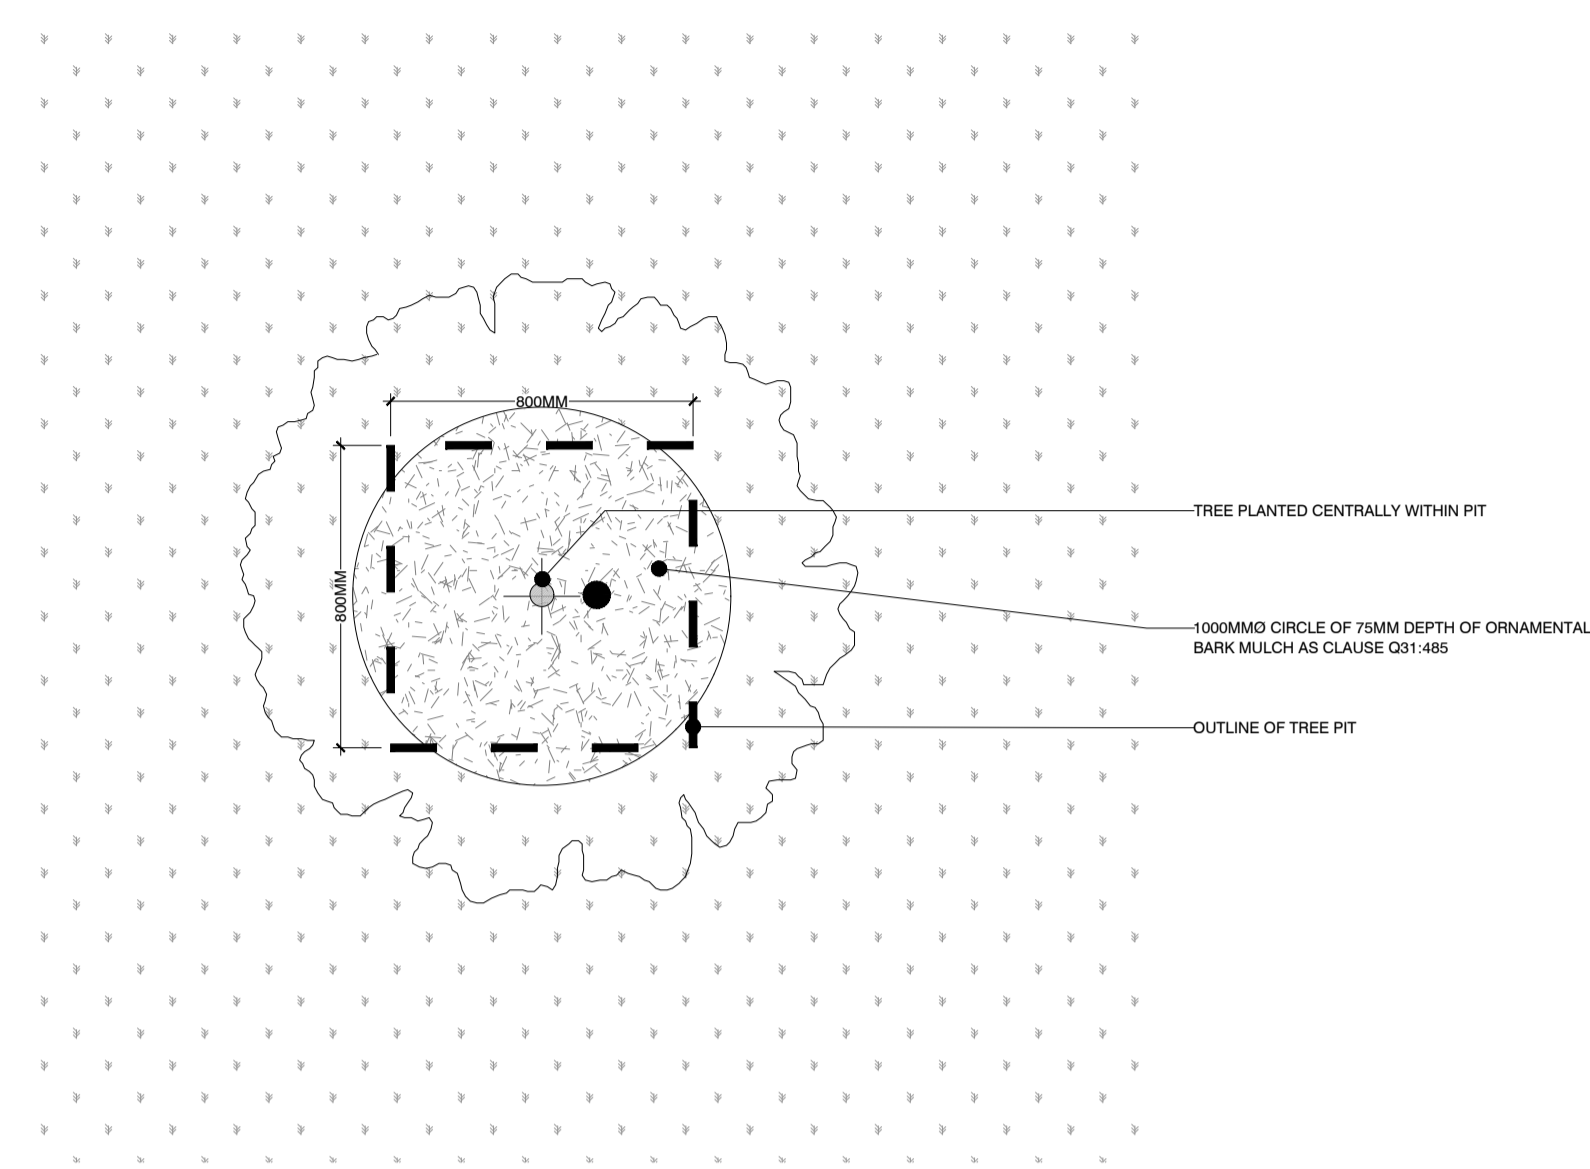 800MM
800MM
TREE PLANTED CENTRALLY WITHIN PIT
1000MMØ CIRCLE OF 75MM DEPTH OF ORNAMENTAL
BARK MULCH AS CLAUSE Q31:485
OUTLINE OF TREE PIT